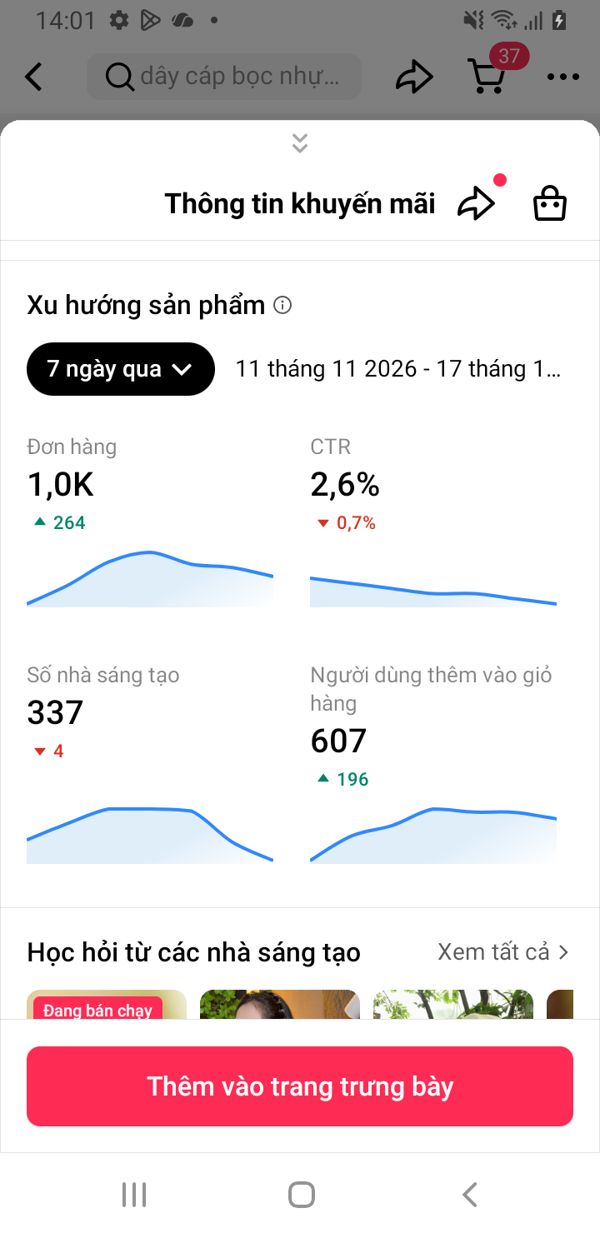 14:01
dây cáp bọc nhự...
37
Thông tin khuyến mãi
Xu hướng sản phẩm
7 ngày qua
11 tháng 11 2026 - 17 tháng 1...
Đơn hàng
1,0K
264
CTR
2,6%
0,7%
Số nhà sáng tạo
337
4
Người dùng thêm vào giỏ
hàng
607
196
Học hỏi từ các nhà sáng tạo
Xem tất cả
Đang bán chạy
Thêm vào trang trưng bày